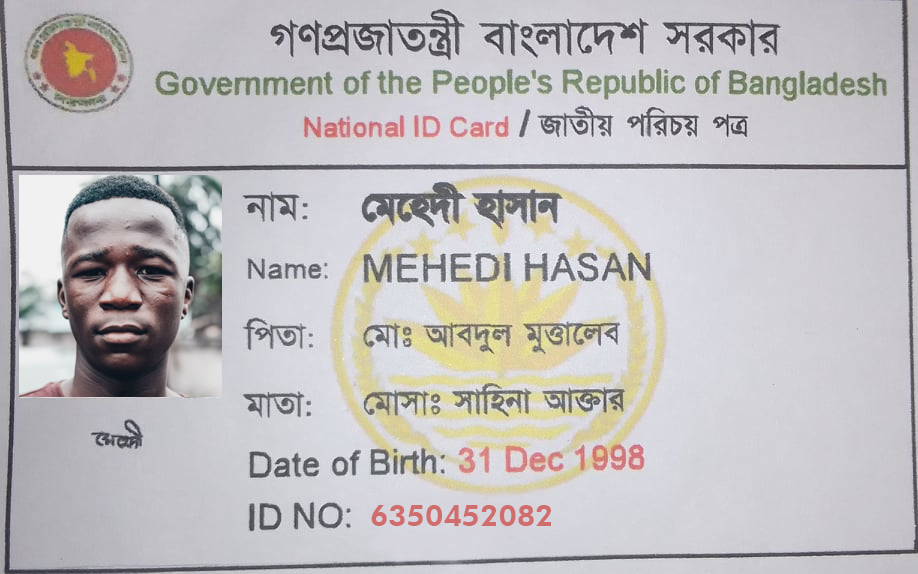 গণপ্রজাতন্ত্রী বাংলাদেশ সরকার
Government of the People's Republic of Bangladesh
National ID Card / জাতীয় পরিচয় পত্র
নাম: মেহেদী হাসান
Name: MEHEDI HASAN
পিতা: মোঃ আবদুল মুত্তালেব
মাতা: মোসাঃ সাহিনা আক্তার
মেহেদী
Date of Birth: 31 Dec 1998
ID NO: 6350452082